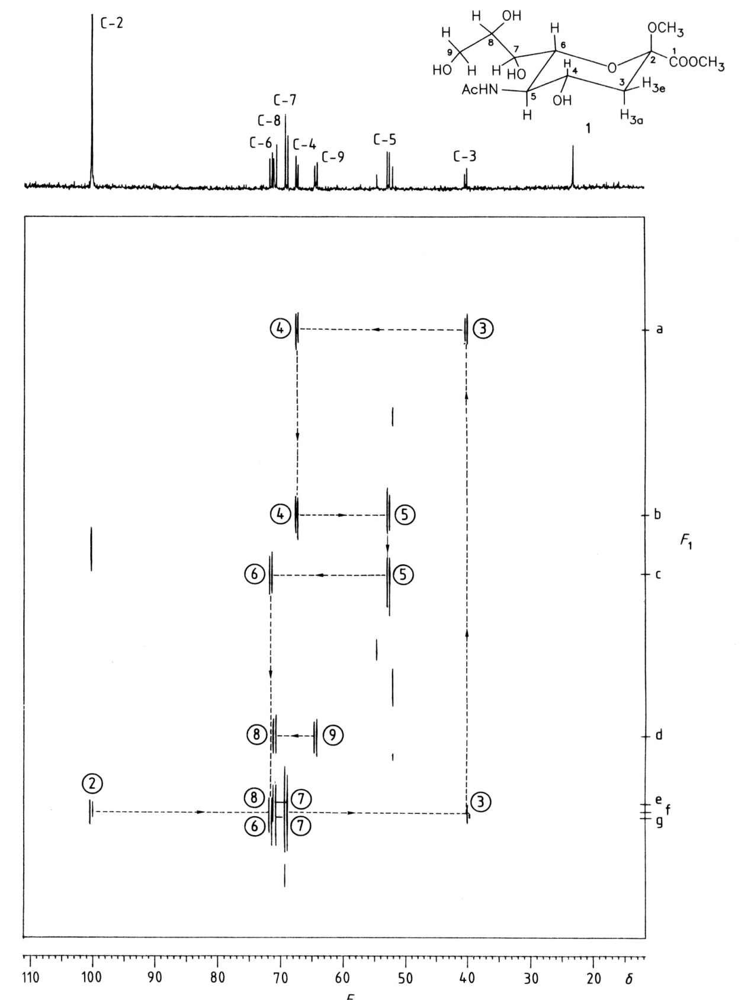 C-2
C-7
C-8
C-6
C-4
C-9
C-5
C-3
H OH
H
8
9
HO H
H
7
H HO
H
6
O
H
4
OH
AcHN
5
H
OCH₃
2
1
COOCH₃
3
H₃ₑ
H₃ₐ
1
4 3 a
4 5 b
F₁
6 5 c
8 9 d
2
8 7 3 e
f
6 7 g
110 100 90 80 70 60 50 40 30 20 δ